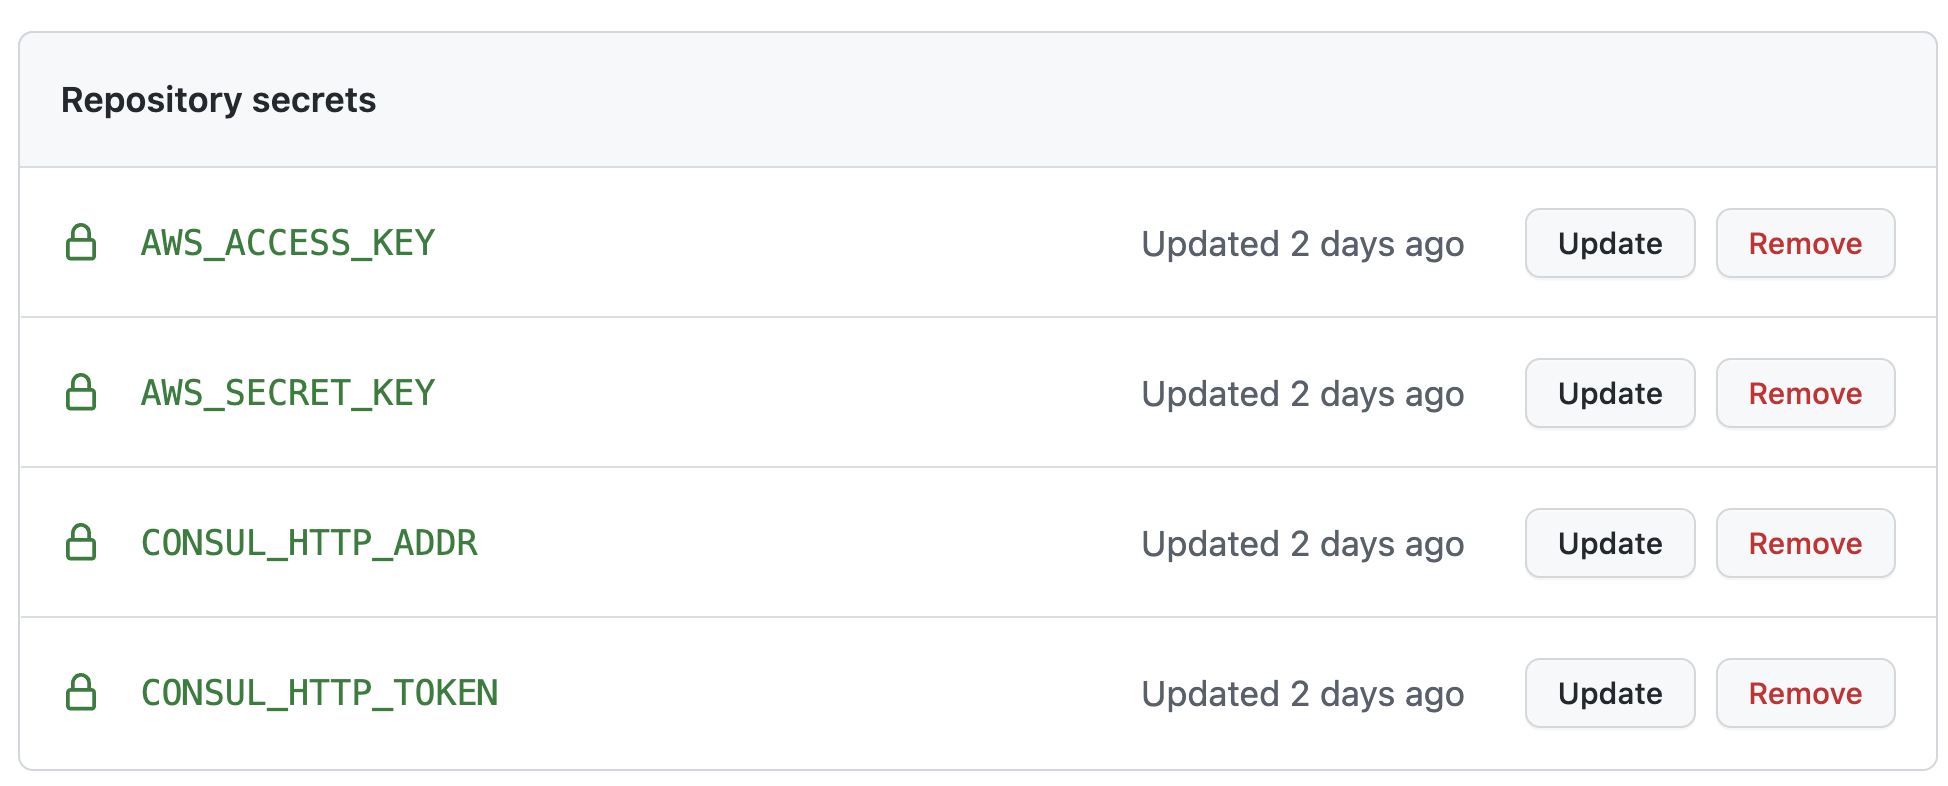 Repository secrets
AWS_ACCESS_KEY Updated 2 days ago Update Remove
AWS_SECRET_KEY Updated 2 days ago Update Remove
CONSUL_HTTP_ADDR Updated 2 days ago Update Remove
CONSUL_HTTP_TOKEN Updated 2 days ago Update Remove